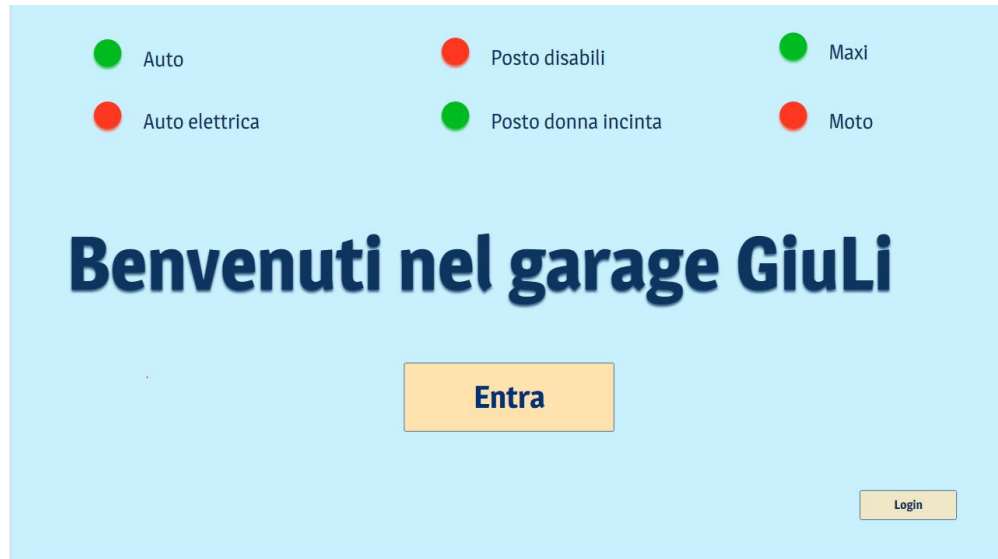 Auto
Posto disabili
Maxi
Auto elettrica
Posto donna incinta
Moto
Benvenuti nel garage GiuLi
Entra
Login